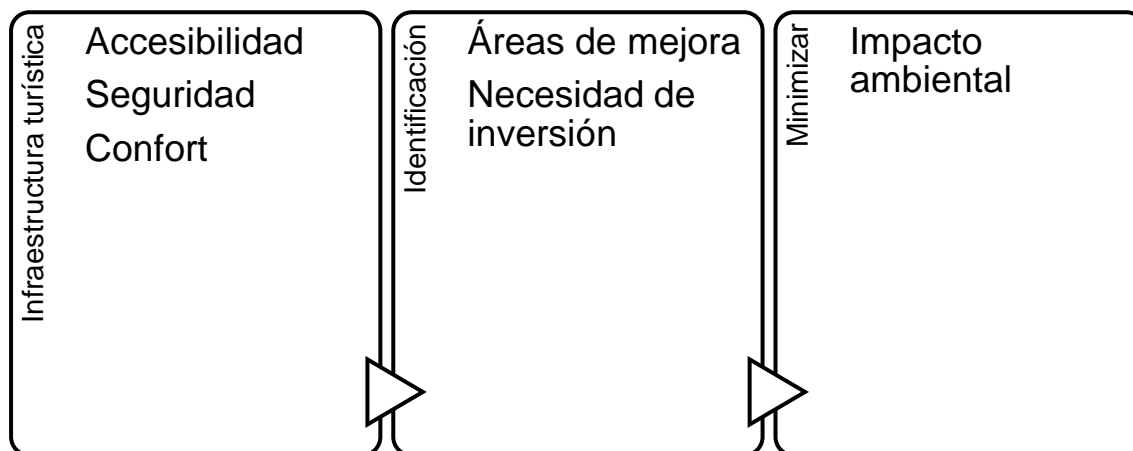 Infraestructura turística
Accesibilidad
Seguridad
Confort
Identificación
Áreas de mejora
Necesidad de
inversión
Minimizar
Impacto
ambiental